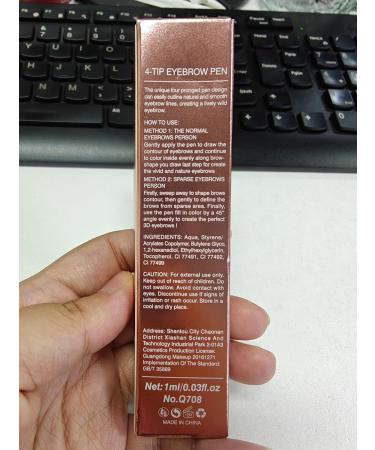 4-TIP EYEBROW PEN
The unique four pronged pen design
can easily outline natural and smooth
eyebrow lines, creating a lively wild
eyebrow.
HOW TO USE:
METHOD 1: THE NORMAL
EYEBROWS PERSON
Gently apply the pen to draw the
contour of eyebrows and continue to
color inside evenly along brow-
shape you draw last step for create
the vivid and nature eyebrows
METHOD 2: SPARSE EYEBROWS
PERSON
Firstly, sweep away to shape brows
contour, then gently to define the
brows from sparse area. Finally,
use the pen fill in color by a 45°
angle evenly to create the perfect
3D eyebrows !
INGREDIENTS: Aqua, Styrene/
Acrylates Copolymer, Butylene Glyco,
1,2-hexanediol, Ethylhexylglycerin,
Tocopherol, CI 77491, CI 77492,
CI 77499
CAUTION: For external use only.
Keep out of reach of children. Do
not swallow. Avoid contact with
eyes. Discontinue use if signs of
irritation or rash occur. Store in a
cool and dry place.
Address: Shantou City Chaonan
District Xiashan Science And
Technology Industrial Park 2-01A3
Cosmetics Production License:
Guangdong Makeup 20161271
Implementation Of The Standard:
GB/T 35889
Net:1ml/0.03fl.oz
No.Q708
MADE IN CHINA